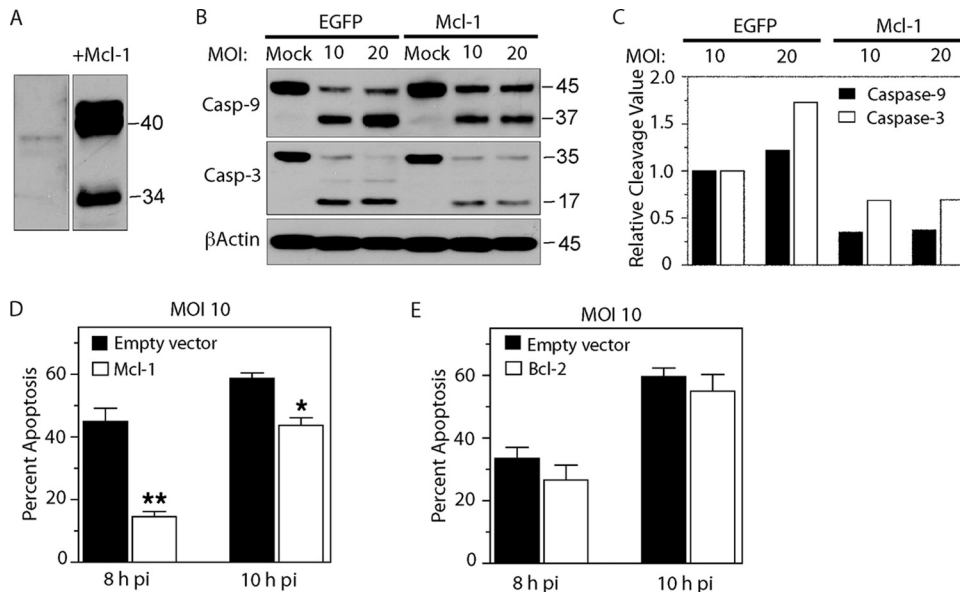 A
+Mcl-1
-40
-34
B
EGFP Mcl-1
MOI: Mock 10 20 Mock 10 20
Casp-9
-45
-37
Casp-3
-35
-17
βActin
-45
C
EGFP Mcl-1
MOI: 10 20 10 20
Relative Cleavage Value
2.0
1.5
1.0
0.5
0
Caspase-9
Caspase-3
D
MOI 10
Percent Apoptosis
60
40
20
0
Empty vector
Mcl-1
**
*
8 h pi 10 h pi
E
MOI 10
Percent Apoptosis
60
40
20
0
Empty vector
Bcl-2
8 h pi 10 h pi